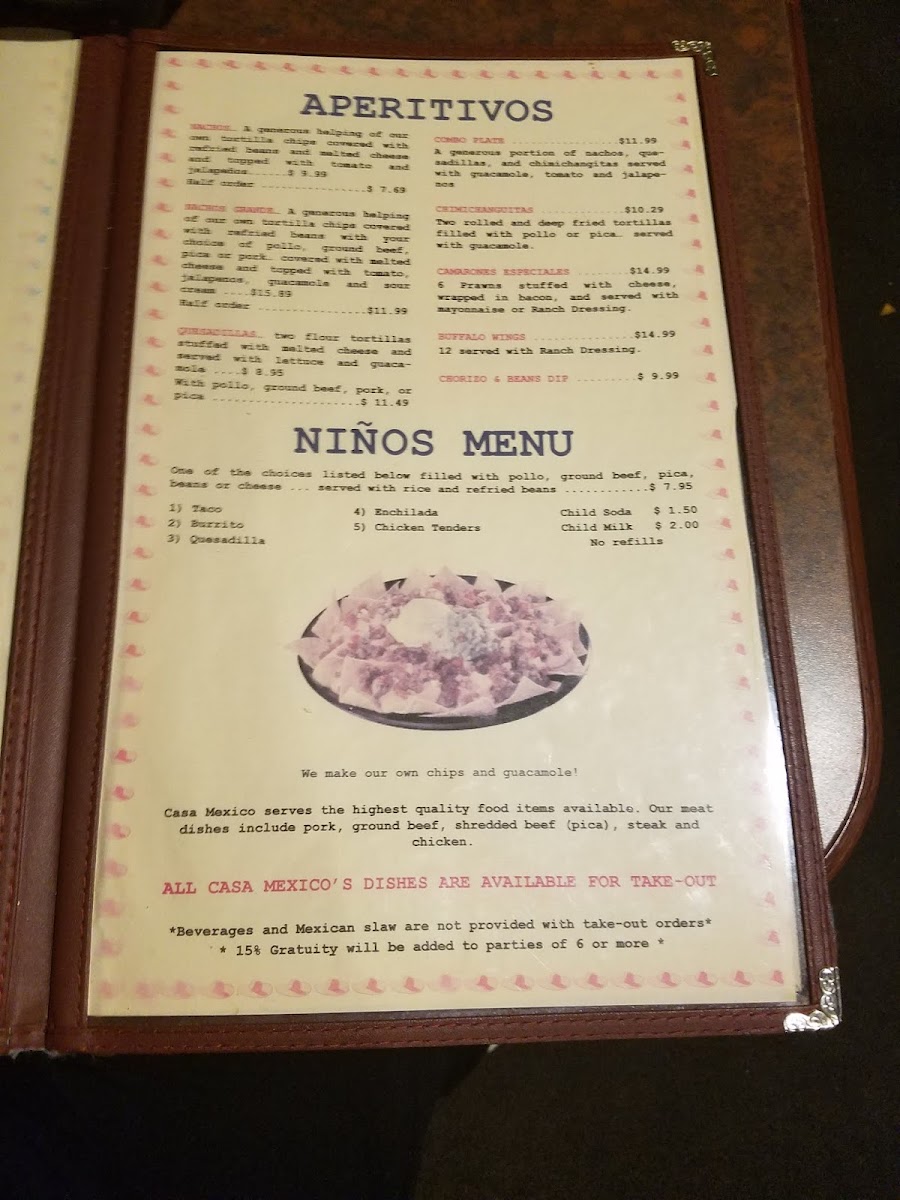 APERITIVOS
NACHOS… A generous helping of our
own tortilla chips covered with
refried beans and melted cheese
and topped with tomato and
jalapeños.......$ 9.99
Half order ..................$ 7.69
NACHOS GRANDE… A generous helping
of our own tortilla chips covered
with refried beans with your
choice of pollo, ground beef,
pica or pork… covered with melted
cheese and topped with tomato,
jalapenos, guacamole and sour
cream ....$15.89
Half order ..................$11.99
QUESADILLAS… two flour tortillas
stuffed with melted cheese and
served with lettuce and guaca-
mole .....$ 8.95
With pollo, ground beef, pork, or
pica .......................$ 11.49
COMBO PLATE ................$11.99
A generous portion of nachos, que-
sadillas, and chimichangitas served
with guacamole, tomato and jalape-
nos
CHIMICHANGUITAS .............$10.29
Two rolled and deep fried tortillas
filled with pollo or pica… served
with guacamole.
CAMARONES ESPECIALES ........$14.99
6 Prawns stuffed with cheese,
wrapped in bacon, and served with
mayonnaise or Ranch Dressing.
BUFFALO WINGS ................$14.99
12 served with Ranch Dressing.
CHORIZO & BEANS DIP .........$ 9.99
NIÑOS MENU
One of the choices listed below filled with pollo, ground beef, pica,
beans or cheese ... served with rice and refried beans ............$ 7.95
1) Taco
2) Burrito
3) Quesadilla
4) Enchilada
5) Chicken Tenders
Child Soda $ 1.50
Child Milk $ 2.00
No refills
We make our own chips and guacamole!
Casa Mexico serves the highest quality food items available. Our meat
dishes include pork, ground beef, shredded beef (pica), steak and
chicken.
ALL CASA MEXICO'S DISHES ARE AVAILABLE FOR TAKE-OUT
*Beverages and Mexican slaw are not provided with take-out orders*
* 15% Gratuity will be added to parties of 6 or more *